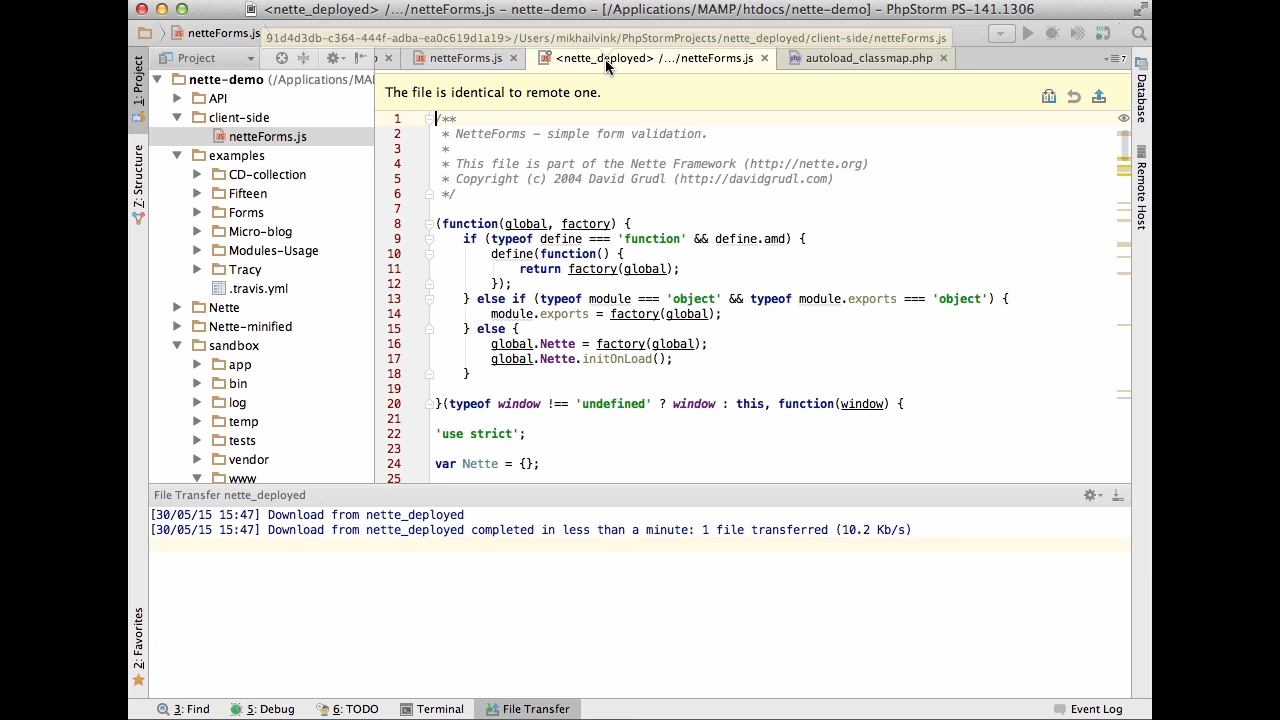 <nette_deployed> /.../netteForms.js - nette-demo - [/Applications/MAMP/htdocs/nette-demo] - PhpStorm PS-141.1306
netteForms.js
91d4d3db-c364-444f-adba-ea0c619d1a19>/Users/mikhailvink/PhpStormProjects/nette_deployed/client-side/netteForms.js
1: Project
Z: Structure
2: Favorites
Project
netteForms.js
<nette_deployed> /.../netteForms.js
autoload_classmap.php
7
Database
Remote Host
nette-demo (/Applications/MA
API
client-side
netteForms.js
examples
CD-collection
Fifteen
Forms
Micro-blog
Modules-Usage
Tracy
.travis.yml
Nette
Nette-minified
sandbox
app
bin
log
temp
tests
vendor
www
The file is identical to remote one.
1 /**
2 * NetteForms - simple form validation.
3 *
4 * This file is part of the Nette Framework (http://nette.org)
5 * Copyright (c) 2004 David Grudl (http://davidgrudl.com)
6 */
7
8 (function(global, factory) {
9 if (typeof define === 'function' && define.amd) {
10 define(function() {
11 return factory(global);
12 });
13 } else if (typeof module === 'object' && typeof module.exports === 'object') {
14 module.exports = factory(global);
15 } else {
16 global.Nette = factory(global);
17 global.Nette.initOnLoad();
18 }
19
20 }(typeof window !== 'undefined' ? window : this, function(window) {
21
22 'use strict';
23
24 var Nette = {};
25
File Transfer nette_deployed
[30/05/15 15:47] Download from nette_deployed
[30/05/15 15:47] Download from nette_deployed completed in less than a minute: 1 file transferred (10.2 Kb/s)
3: Find
5: Debug
6: TODO
Terminal
File Transfer
Event Log